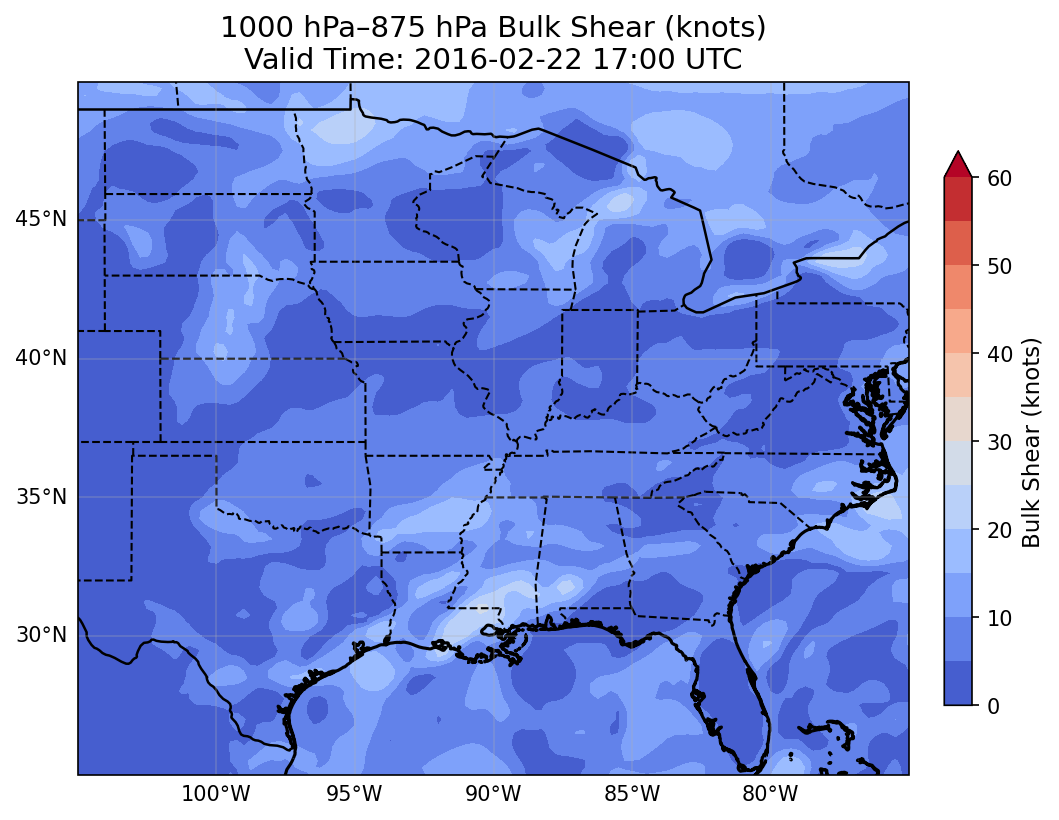 1000 hPa–875 hPa Bulk Shear (knots)
Valid Time: 2016-02-22 17:00 UTC
45°N
40°N
35°N
30°N
100°W
95°W
90°W
85°W
80°W
60
50
40
30
20
10
0
Bulk Shear (knots)